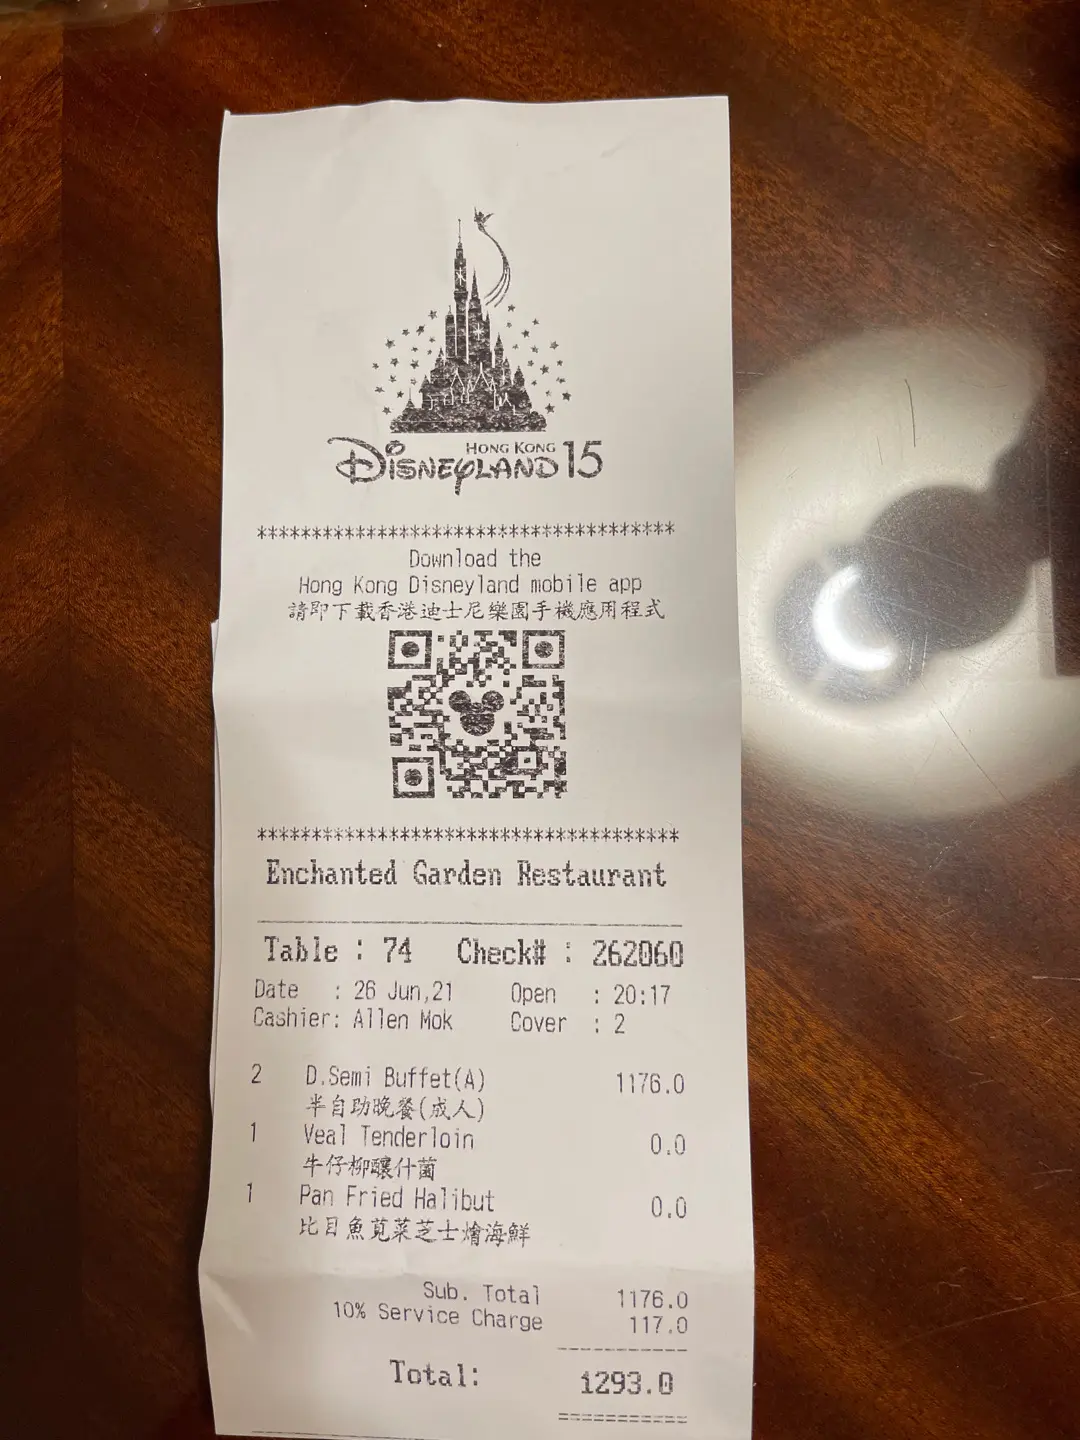 HONG KONG
DISNEYLAND 15
**************************************
Download the
Hong Kong Disneyland mobile app
請即下載香港迪士尼樂園手機應用程式
**************************************
Enchanted Garden Restaurant
Table : 74 Check# : 262060
Date : 26 Jun,21 Open : 20:17
Cashier: Allen Mok Cover : 2
2 D.Semi Buffet(A) 1176.0
半自助晚餐(成人)
1 Veal Tenderloin 0.0
牛仔柳釀什菌
1 Pan Fried Halibut 0.0
比目魚莧菜芝士燴海鮮
Sub. Total 1176.0
10% Service Charge 117.0
Total: 1293.0